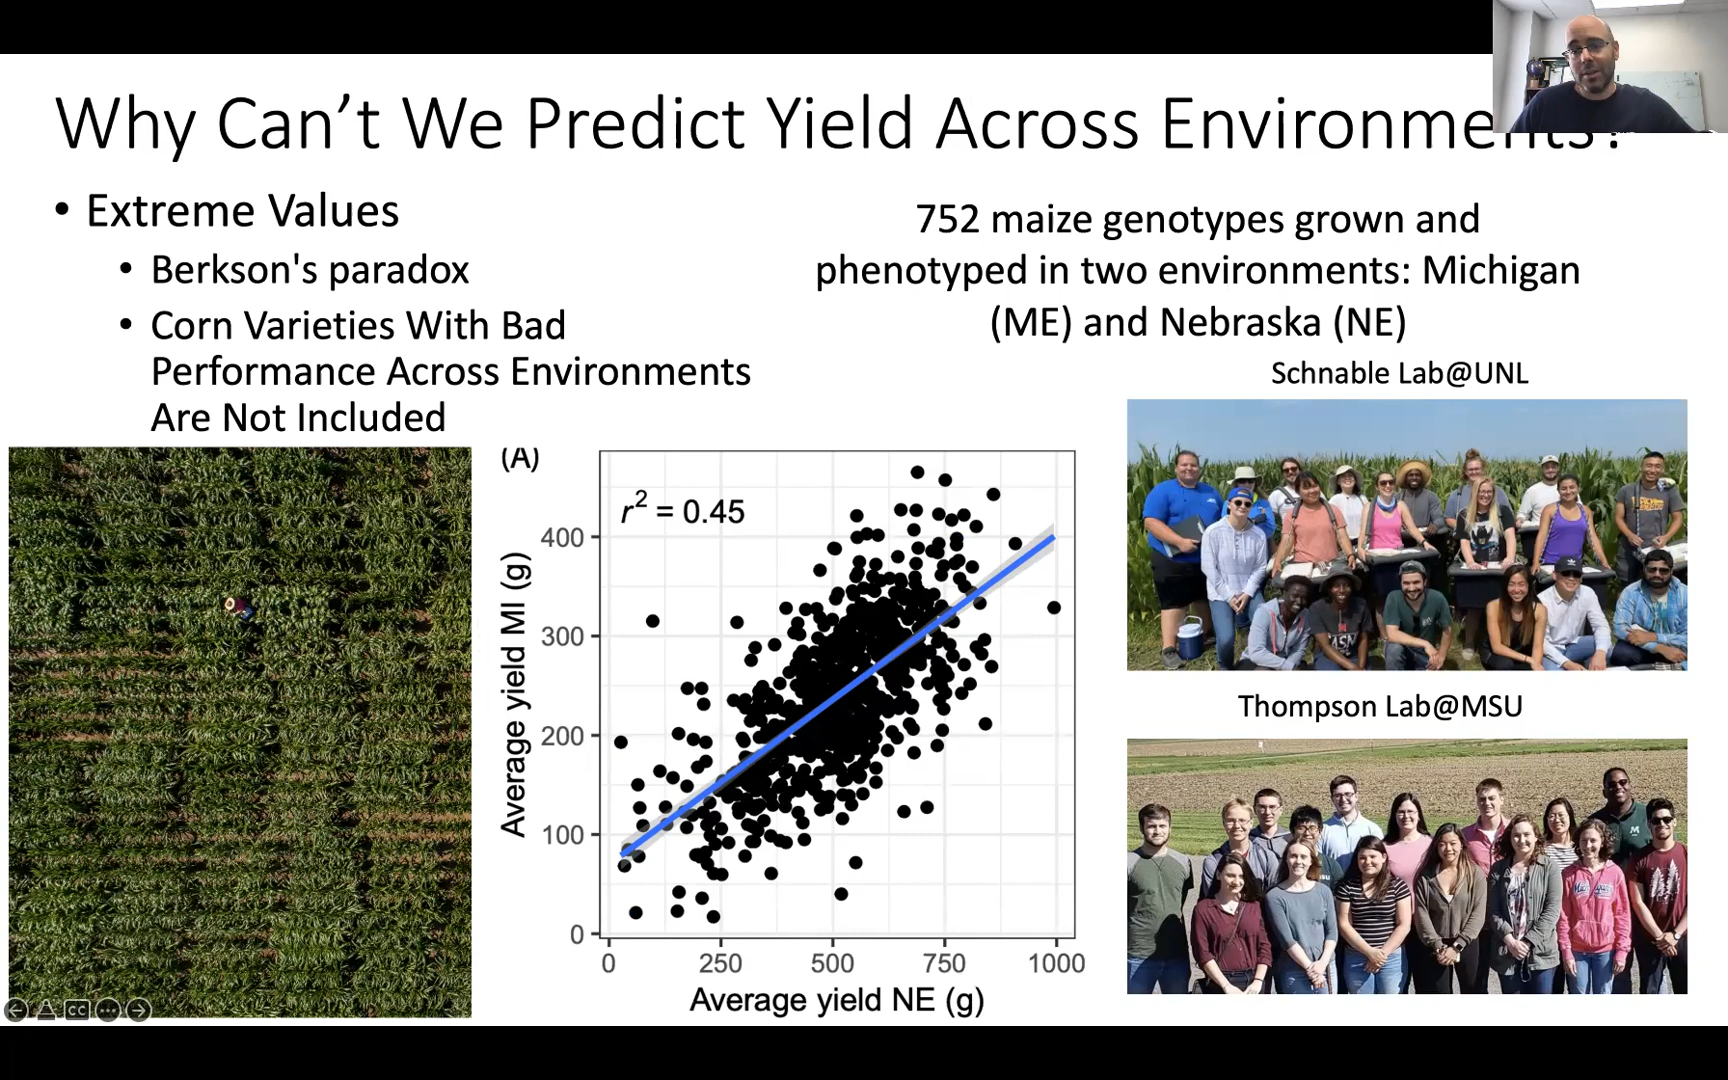 Why Can't We Predict Yield Across Environments?
• Extreme Values
• Berkson's paradox
• Corn Varieties With Bad
Performance Across Environments
Are Not Included
752 maize genotypes grown and
phenotyped in two environments: Michigan
(ME) and Nebraska (NE)
Schnable Lab@UNL
(A)
r² = 0.45
Average yield MI (g)
400
300
200
100
0
0 250 500 750 1000
Average yield NE (g)
Thompson Lab@MSU
CC